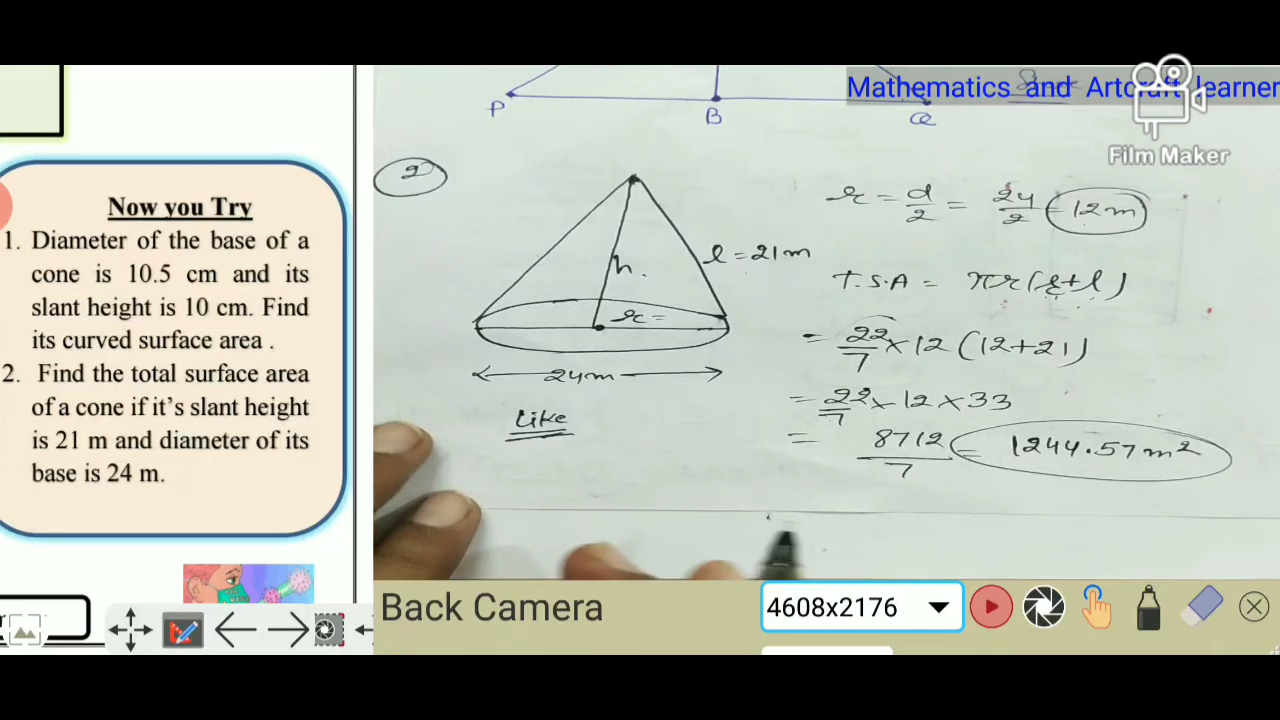 Mathematics and Artcraft learner
Film Maker
Now you Try
1. Diameter of the base of a
cone is 10.5 cm and its
slant height is 10 cm. Find
its curved surface area .
2. Find the total surface area
of a cone if it's slant height
is 21 m and diameter of its
base is 24 m.
P
B
Q
2
h.
l = 21m
r =
24m
Like
r = d/2 = 24/2 = 12m
T.S.A = πr(r+l)
= 22/7 × 12 (12+21)
= 22/7 × 12 × 33
= 8712/7 = 1244.57m²
Back Camera
4608x2176